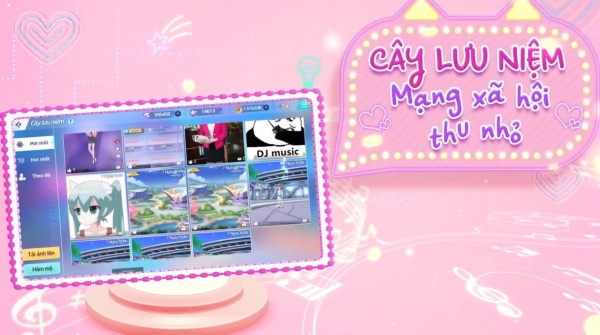 CÂY LƯU NIỆM
Mạng xã hội
thu nhỏ
Cây lưu niệm
Mới nhất
Hot nhất
Theo dõi
DJ music
Tải ảnh lên
Hâm mộ